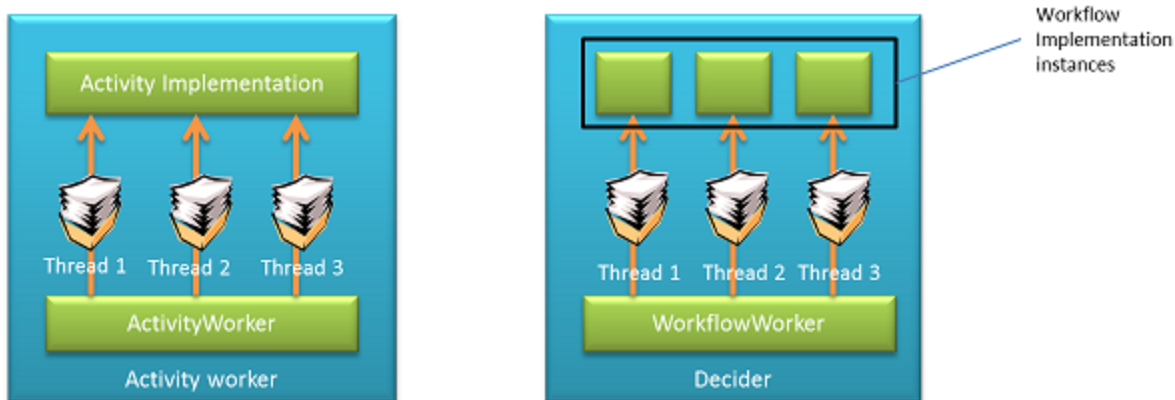 Activity Implementation
Thread 1
Thread 2
Thread 3
ActivityWorker
Activity worker
Workflow
Implementation
instances
Thread 1
Thread 2
Thread 3
WorkflowWorker
Decider